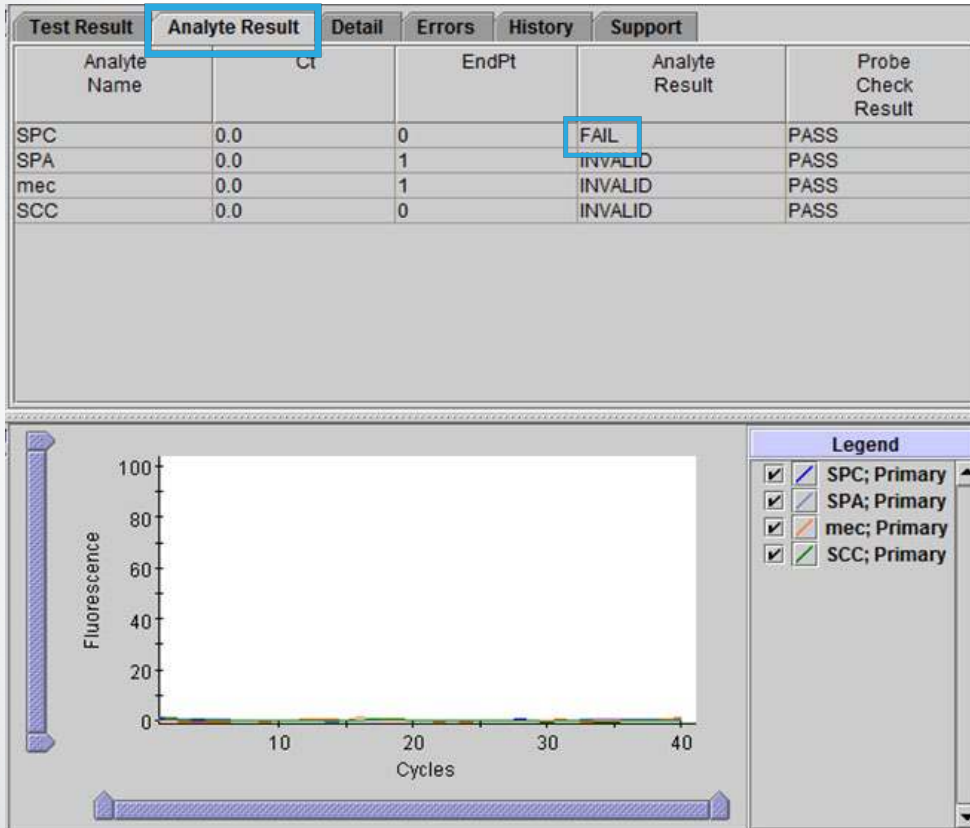 Test Result Analyte Result Detail Errors History Support
Analyte Name Ct EndPt Analyte Result Probe Check Result
SPC 0.0 0 FAIL PASS
SPA 0.0 1 INVALID PASS
mec 0.0 1 INVALID PASS
SCC 0.0 0 INVALID PASS
Legend
SPC; Primary
SPA; Primary
mec; Primary
SCC; Primary
Fluorescence
100
80
60
40
20
0
10 20 30 40
Cycles